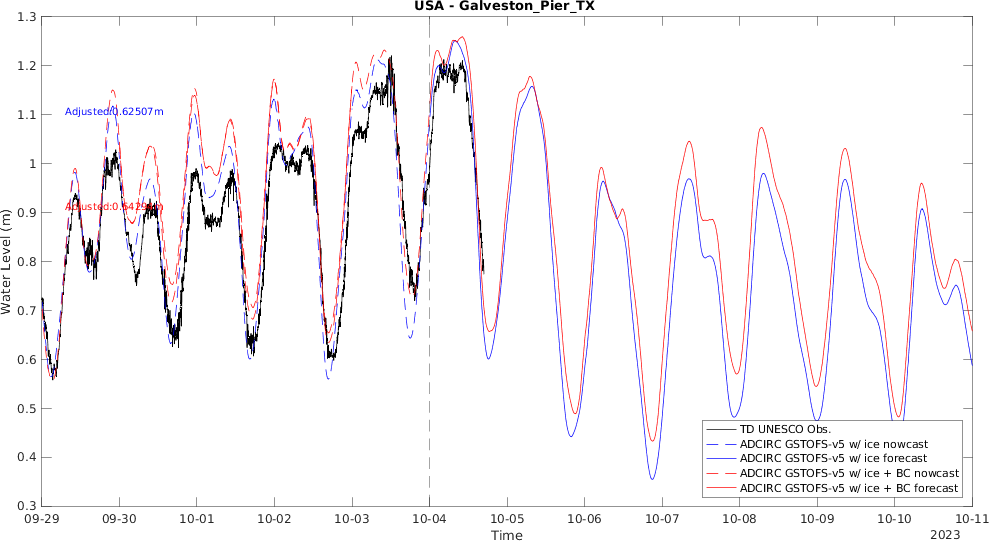 USA - Galveston_Pier_TX
1.3
1.2
1.1
1
0.9
0.8
0.7
0.6
0.5
0.4
0.3
Water Level (m)
Adjusted:0.62507m
TD UNESCO Obs.
ADCIRC GSTOFS-v5 w/ ice nowcast
ADCIRC GSTOFS-v5 w/ ice forecast
ADCIRC GSTOFS-v5 w/ ice + BC nowcast
ADCIRC GSTOFS-v5 w/ ice + BC forecast
09-29 09-30 10-01 10-02 10-03 10-04 10-05 10-06 10-07 10-08 10-09 10-10 10-11
Time
2023